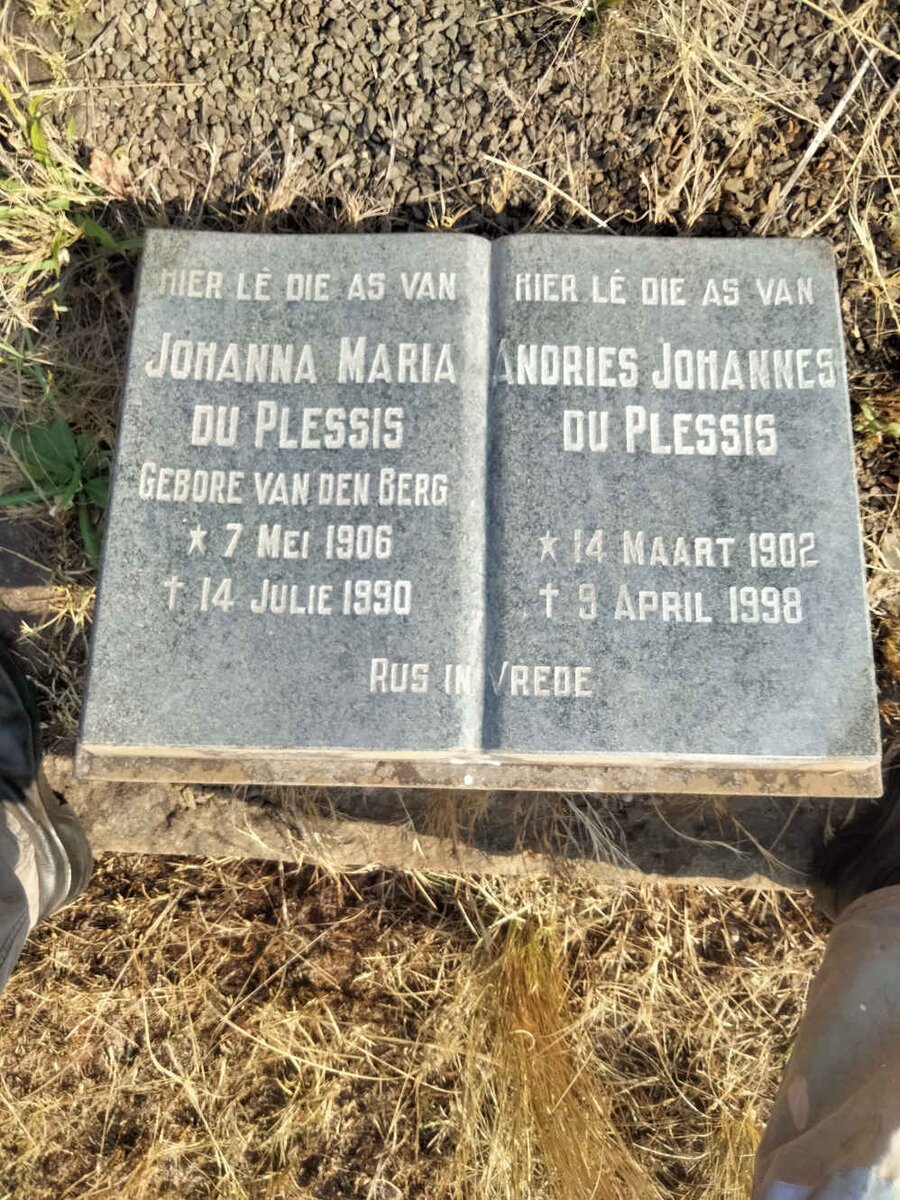 HIER LÊ DIE AS VAN
JOHANNA MARIA
DU PLESSIS
GEBORE VAN DEN BERG
★ 7 MEI 1906
† 14 JULIE 1990
HIER LÊ DIE AS VAN
ANDRIES JOHANNES
DU PLESSIS
★ 14 MAART 1902
† 9 APRIL 1998
RUS IN VREDE